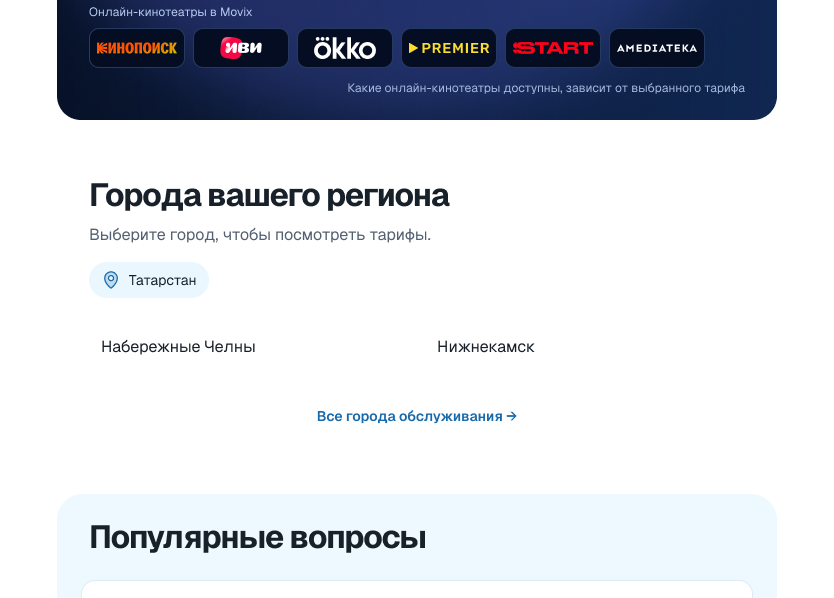 Онлайн-кинотеатры в Movix
КИНОПОИСК
ИВИ
ökko
PREMIER
START
AMEDIATEKA
Какие онлайн-кинотеатры доступны, зависит от выбранного тарифа
Города вашего региона
Выберите город, чтобы посмотреть тарифы.
Татарстан
Набережные Челны
Нижнекамск
Все города обслуживания →
Популярные вопросы